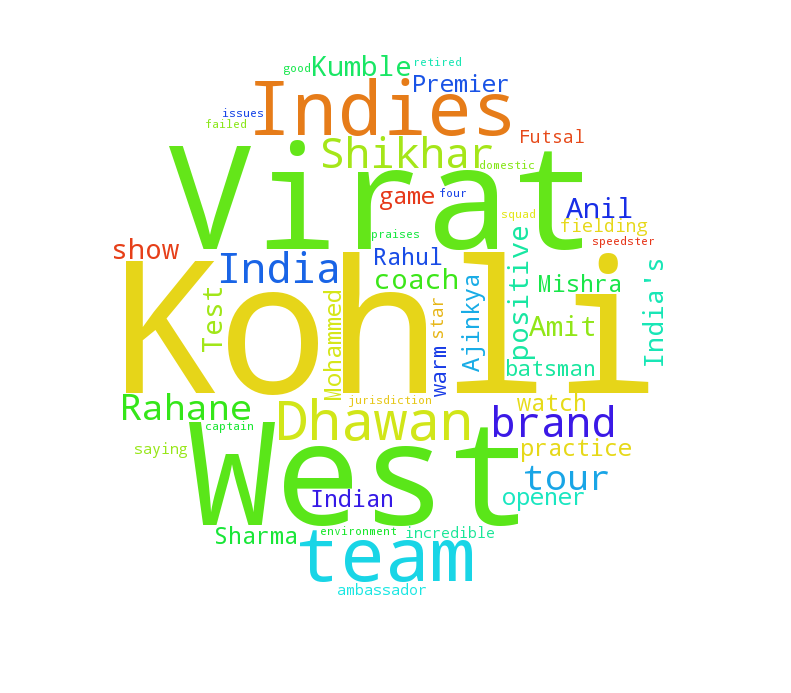 good Kumble retired
Indies Premier
issues
failed Futsal
Virat Shikhar domestic
game four Anil
squad fielding
praises speedster
show India Rahul
coach Mishra India's
Kohli
Test Mohammed star warm Ajinkya positive Amit
batsman
jurisdiction watch
Rahane Dhawan brand
captain
saying West practice
tour
Indian opener
Sharma environment incredible
team
ambassador